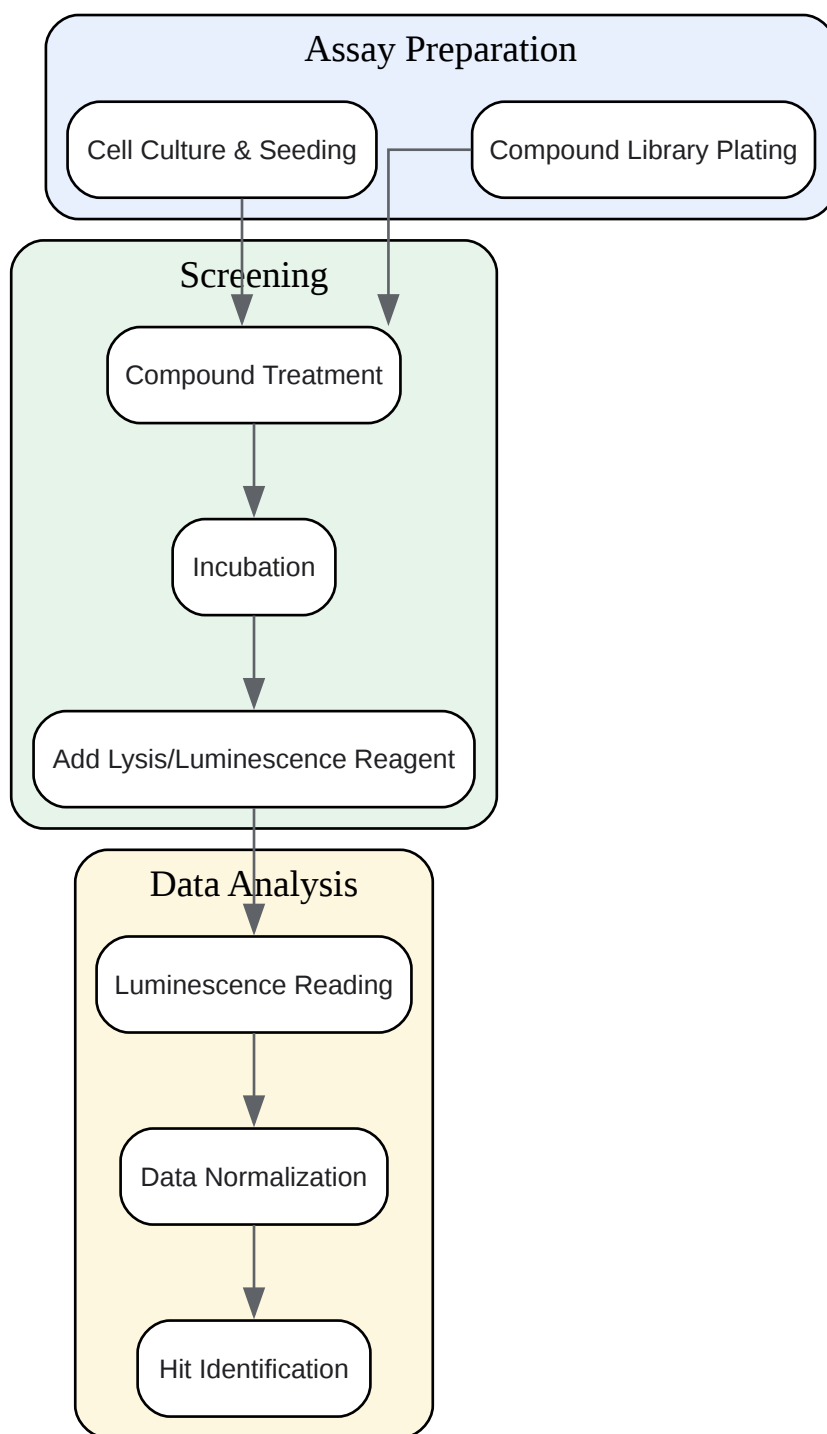 Assay Preparation
Cell Culture & Seeding
Compound Library Plating
Screening
Compound Treatment
Incubation
Add Lysis/Luminescence Reagent
Data Analysis
Luminescence Reading
Data Normalization
Hit Identification